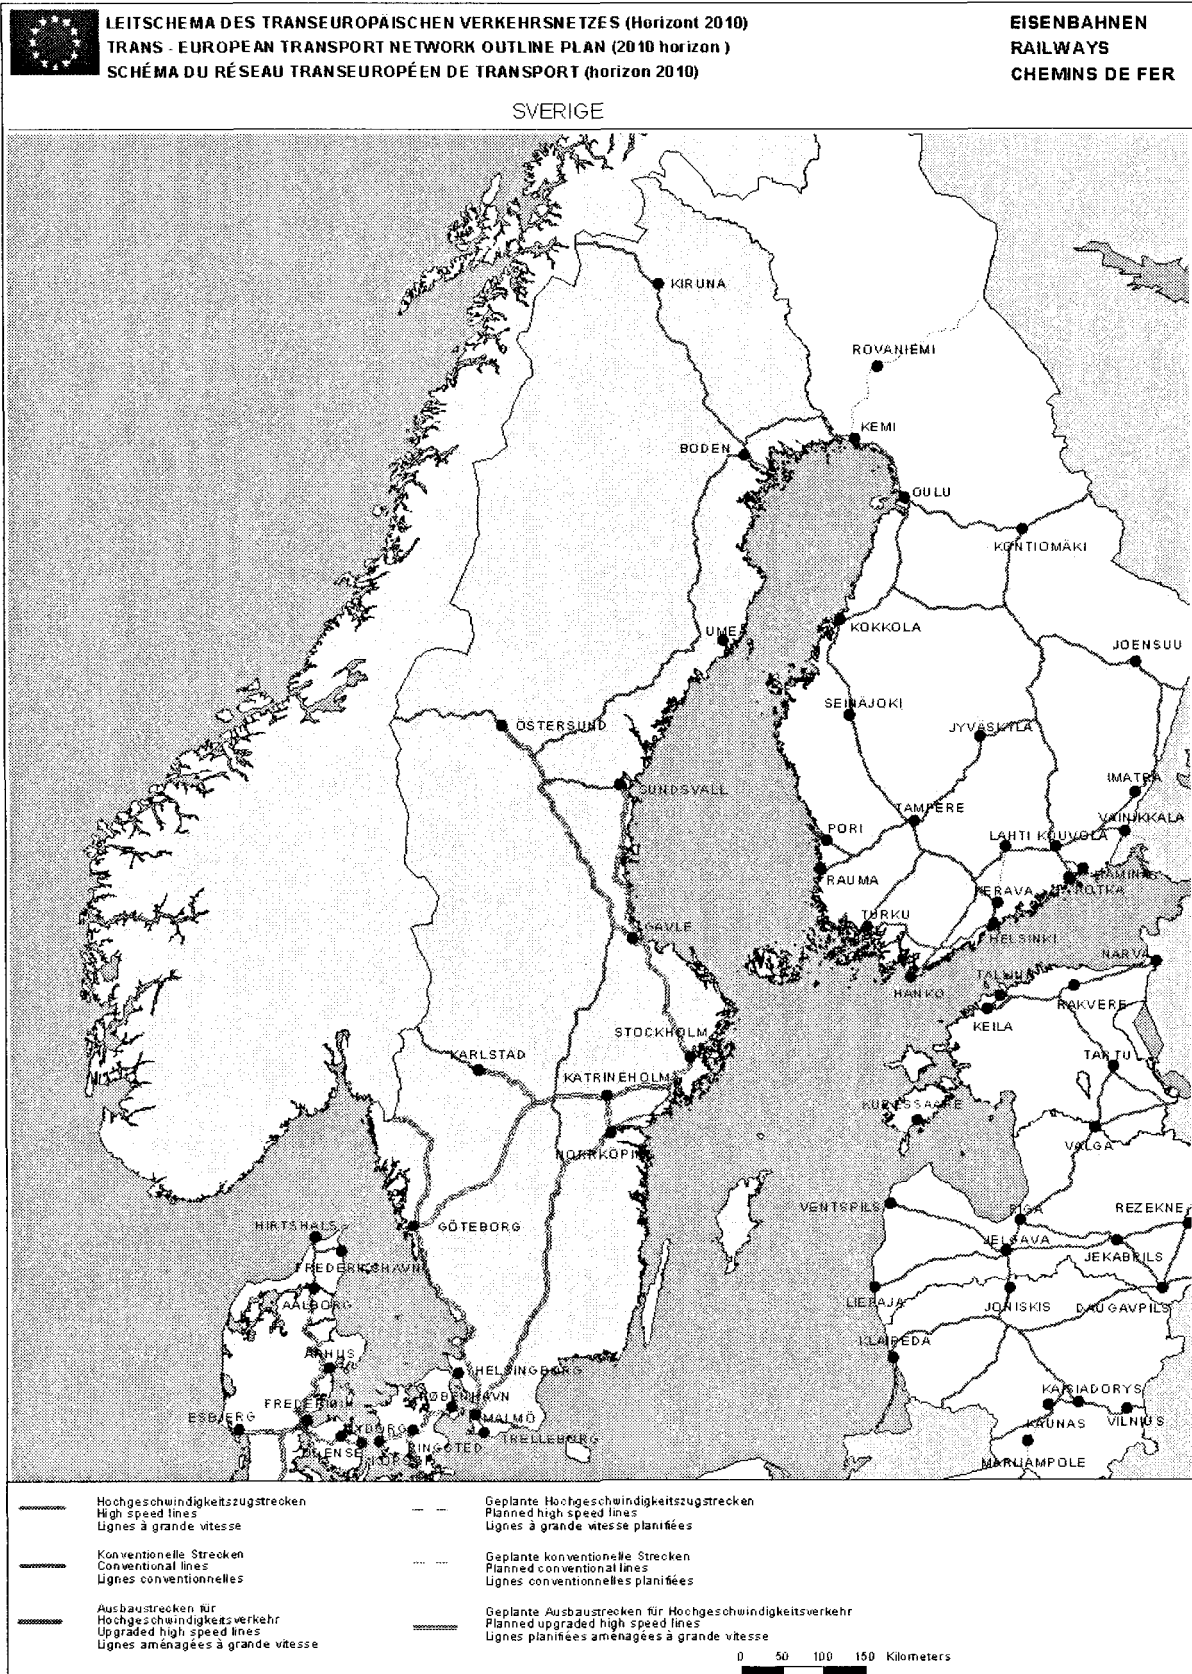 LEITSCHEMA DES TRANSEUROPÄISCHEN VERKEHRSNETZES (Horizont 2010)
TRANS - EUROPEAN TRANSPORT NETWORK OUTLINE PLAN (2010 horizon )
SCHÉMA DU RÉSEAU TRANSEUROPÉEN DE TRANSPORT (horizon 2010)
EISENBAHNEN
RAILWAYS
CHEMINS DE FER
SVERIGE
KIRUNA
ROVANIEMI
KEMI
BODEN
OULU
KONTIOMÄKI
UME
KOKKOLA
JOENSUU
SEINÄJOKI
ÖSTERSUND
JYVÄSKYLÄ
SUNDSVALL
IMATRA
TAMPERE
VAINIKKALA
PORI
LAHTI KOUVOLA
RAUMA
HAMINA
KERAVA
KOTKA
TURKU
GÄVLE
HELSINKI
NARVA
HANKO
TALLINN
RAKVERE
KEILA
STOCKHOLM
KARLSTAD
TARTU
KATRINEHOLM
KURESSAARE
VALGA
NORRKÖPING
VENTSPILS
RIGA
REZEKNE
HIRTSHALS
GÖTEBORG
JELGAVA
JEKABPILS
FREDERIKSHAVN
LIEPAJA
JONISKIS
DAUGAVPILS
AALBORG
KLAIPEDA
ÅRHUS
HELSINGBORG
KØBENHAVN
KAISIADORYS
ESBJERG
FREDERICIA
MALMÖ
KAUNAS
VILNIUS
NYBORG
TRELLEBORG
ODENSE
RINGSTED
KORSØR
MARIJAMPOLE
Hochgeschwindigkeitszugstrecken
High speed lines
Lignes à grande vitesse
Konventionelle Strecken
Conventional lines
Lignes conventionnelles
Ausbaustrecken für
Hochgeschwindigkeitsverkehr
Upgraded high speed lines
Lignes aménagées à grande vitesse
Geplante Hochgeschwindigkeitszugstrecken
Planned high speed lines
Lignes à grande vitesse planifiées
Geplante konventionelle Strecken
Planned conventional lines
Lignes conventionnelles planifiées
Geplante Ausbaustrecken für Hochgeschwindigkeitsverkehr
Planned upgraded high speed lines
Lignes planifiées aménagées à grande vitesse
0 50 100 150 Kilometers